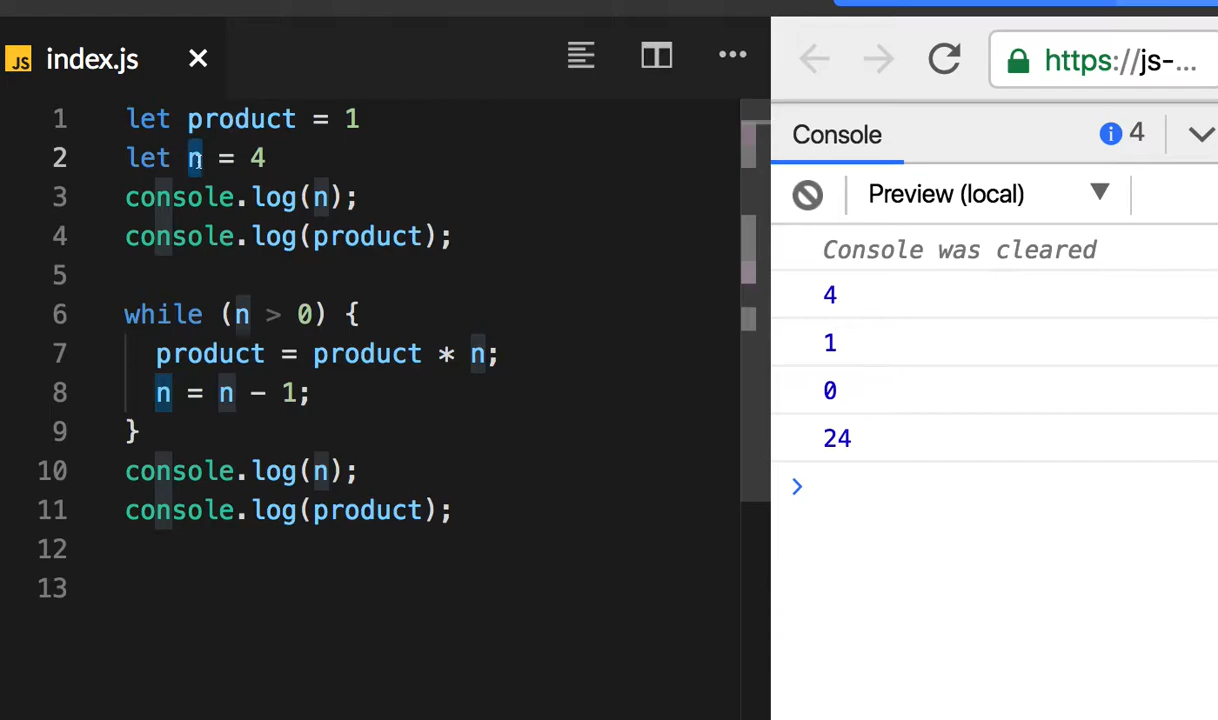 JS index.js
1 let product = 1
2 let n = 4
3 console.log(n);
4 console.log(product);
5
6 while (n > 0) {
7 product = product * n;
8 n = n - 1;
9 }
10 console.log(n);
11 console.log(product);
12
13
https://js-...
Console
4
Preview (local)
Console was cleared
4
1
0
24